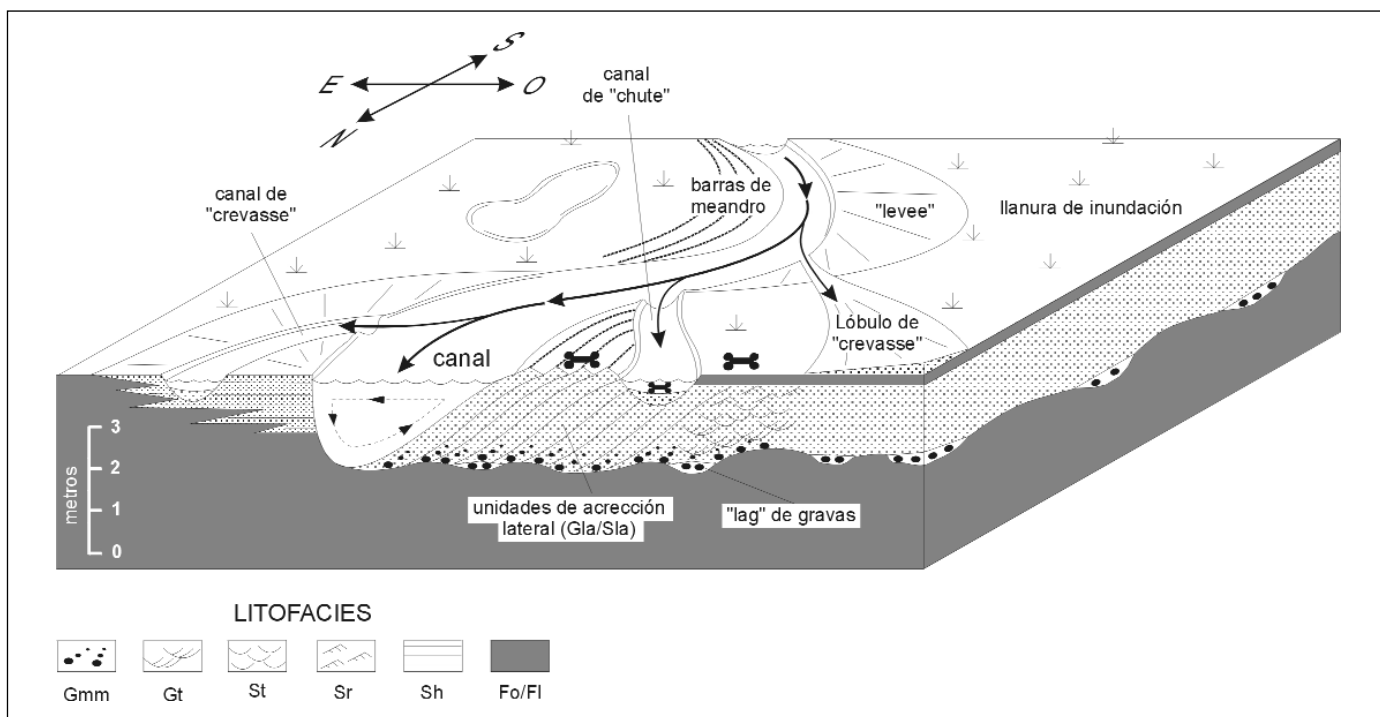 S
E
O
N
canal
de "chute"
canal de
"crevasse"
barras de
meandro
"levee"
llanura de inundación
Lóbulo de
"crevasse"
canal
3
2
1
0
metros
unidades de acrección
lateral (Gla/Sla)
"lag" de gravas
LITOFACIES
Gmm
Gt
St
Sr
Sh
Fo/Fl